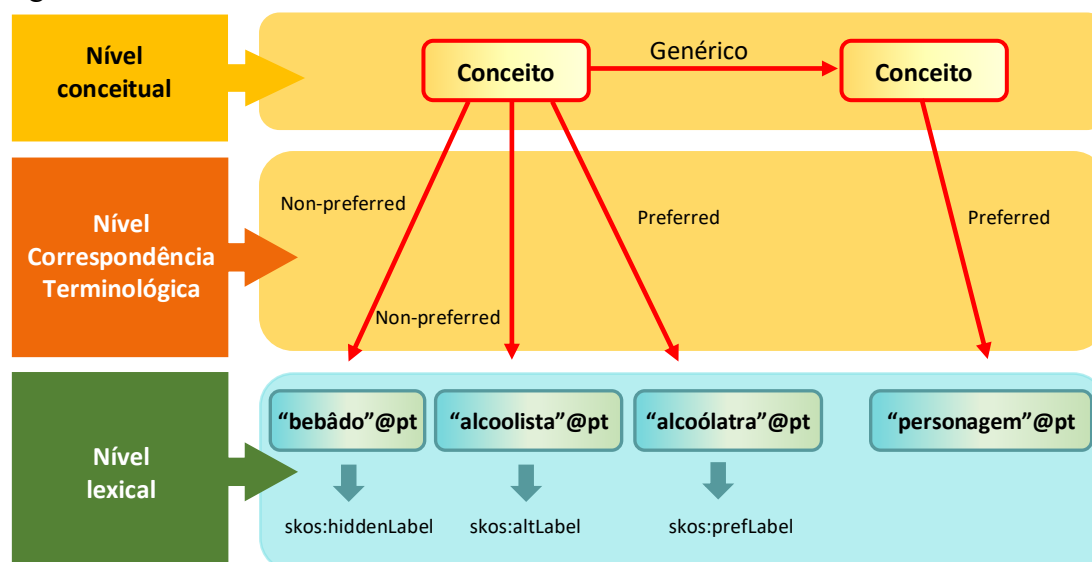 Nível
conceitual
Conceito
Genérico
Conceito
Nível
Correspondência
Terminológica
Non-preferred
Preferred
Preferred
Non-preferred
Nível
lexical
“bebâdo”@pt
“alcoolista”@pt
“alcoólatra”@pt
“personagem”@pt
skos:hiddenLabel
skos:altLabel
skos:prefLabel